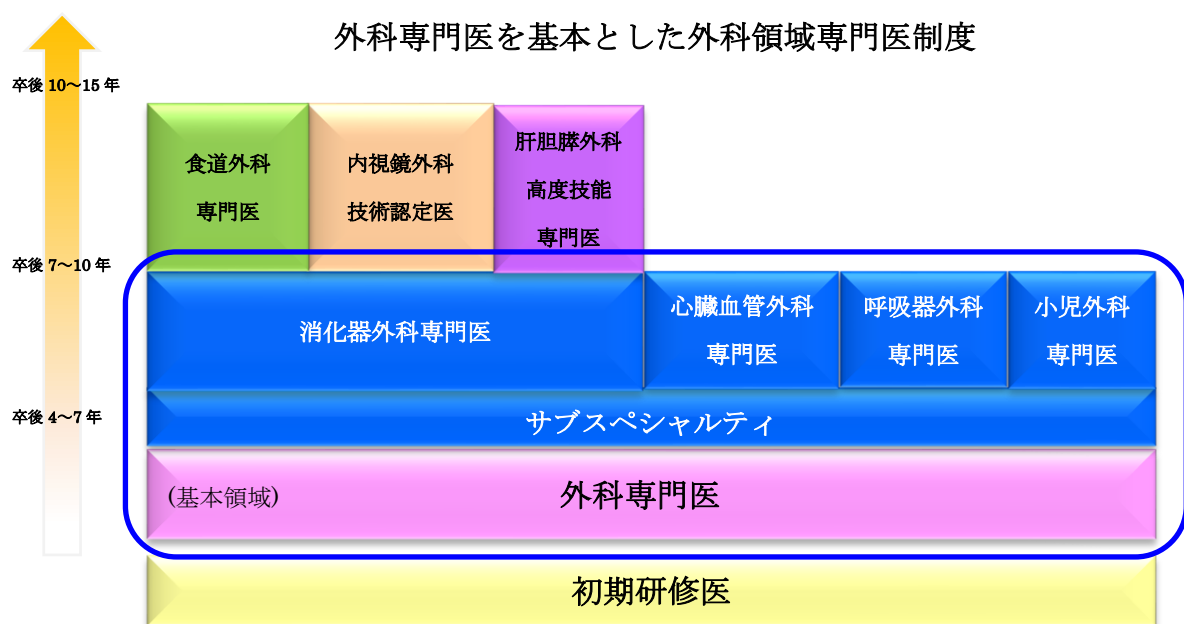 外科専門医を基本とした外科領域専門医制度
卒後 10～15 年
食道外科
専門医
内視鏡外科
技術認定医
肝胆膵外科
高度技能
専門医
卒後 7～10 年
消化器外科専門医
心臓血管外科
専門医
呼吸器外科
専門医
小児外科
専門医
卒後 4～7 年
サブスペシャルティ
(基本領域)
外科専門医
初期研修医